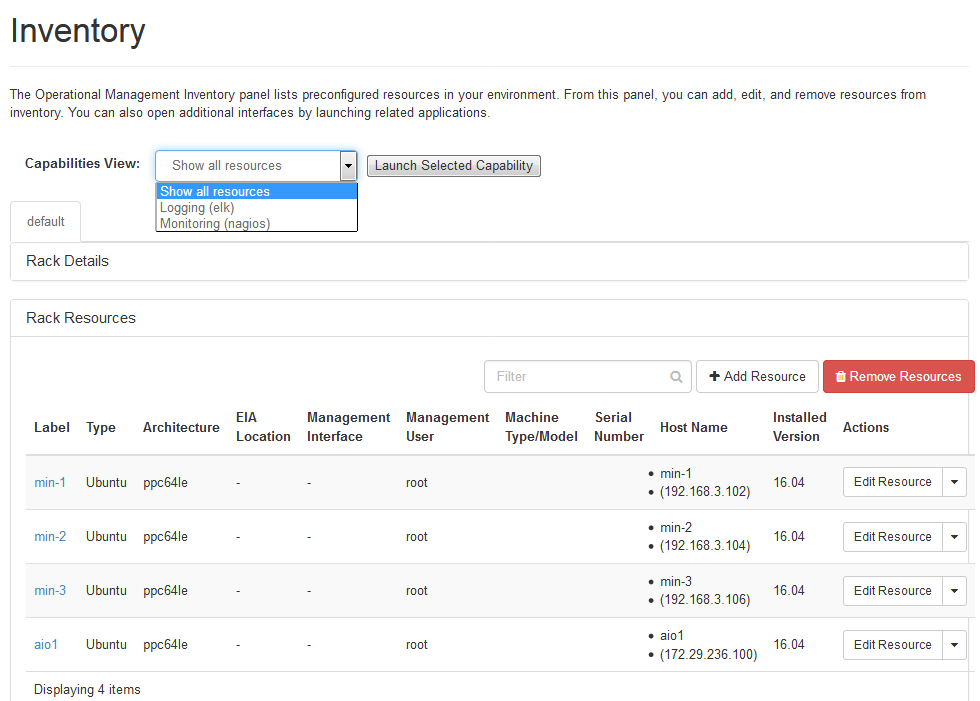 Inventory
The Operational Management Inventory panel lists preconfigured resources in your environment. From this panel, you can add, edit, and remove resources from
inventory. You can also open additional interfaces by launching related applications.
Capabilities View: Show all resources Launch Selected Capability
Show all resources
Logging (elk)
Monitoring (nagios)
default
Rack Details
Rack Resources
Filter Add Resource Remove Resources
Label Type Architecture EIA Location Management Interface Management User Machine Type/Model Serial Number Host Name Installed Version Actions
min-1 Ubuntu ppc64le - - root • min-1 16.04 Edit Resource
• (192.168.3.102)
min-2 Ubuntu ppc64le - - root • min-2 16.04 Edit Resource
• (192.168.3.104)
min-3 Ubuntu ppc64le - - root • min-3 16.04 Edit Resource
• (192.168.3.106)
aio1 Ubuntu ppc64le - - root • aio1 16.04 Edit Resource
• (172.29.236.100)
Displaying 4 items